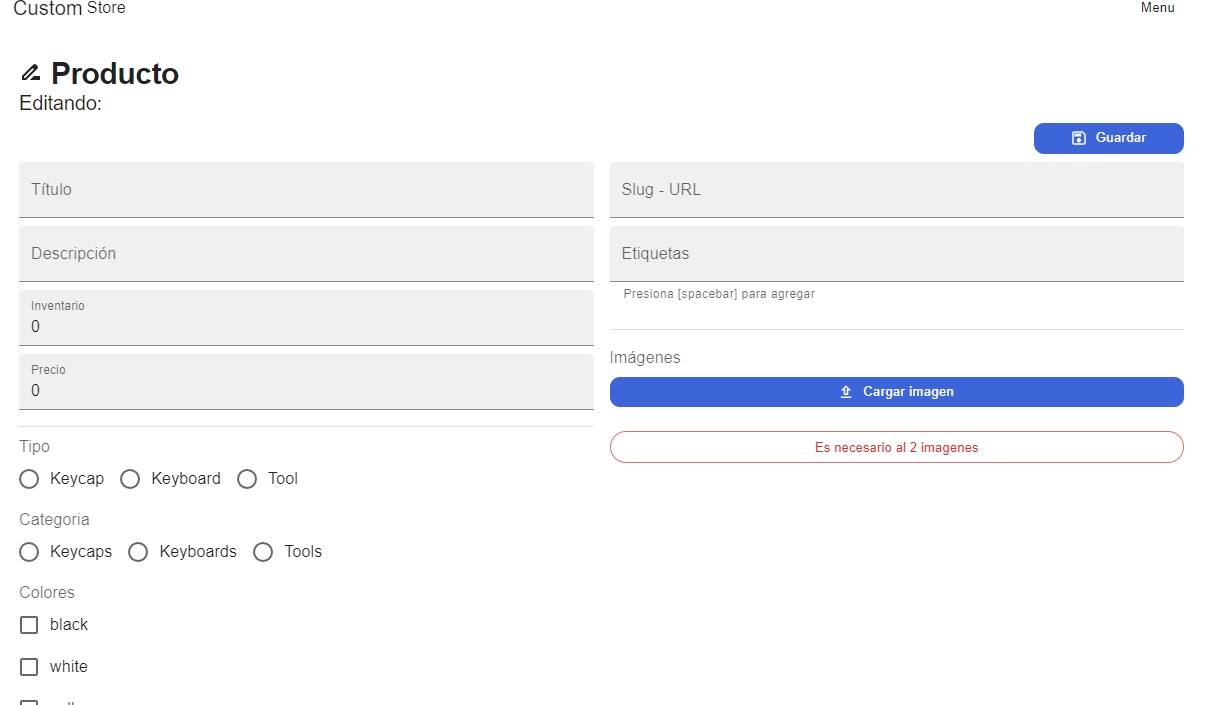 Custom Store
Menu
Producto
Editando:
Guardar
Título
Slug - URL
Descripción
Etiquetas
Presiona [spacebar] para agregar
Inventario
0
Precio
0
Imágenes
Cargar imagen
Es necesario al 2 imagenes
Tipo
Keycap Keyboard Tool
Categoria
Keycaps Keyboards Tools
Colores
black
white